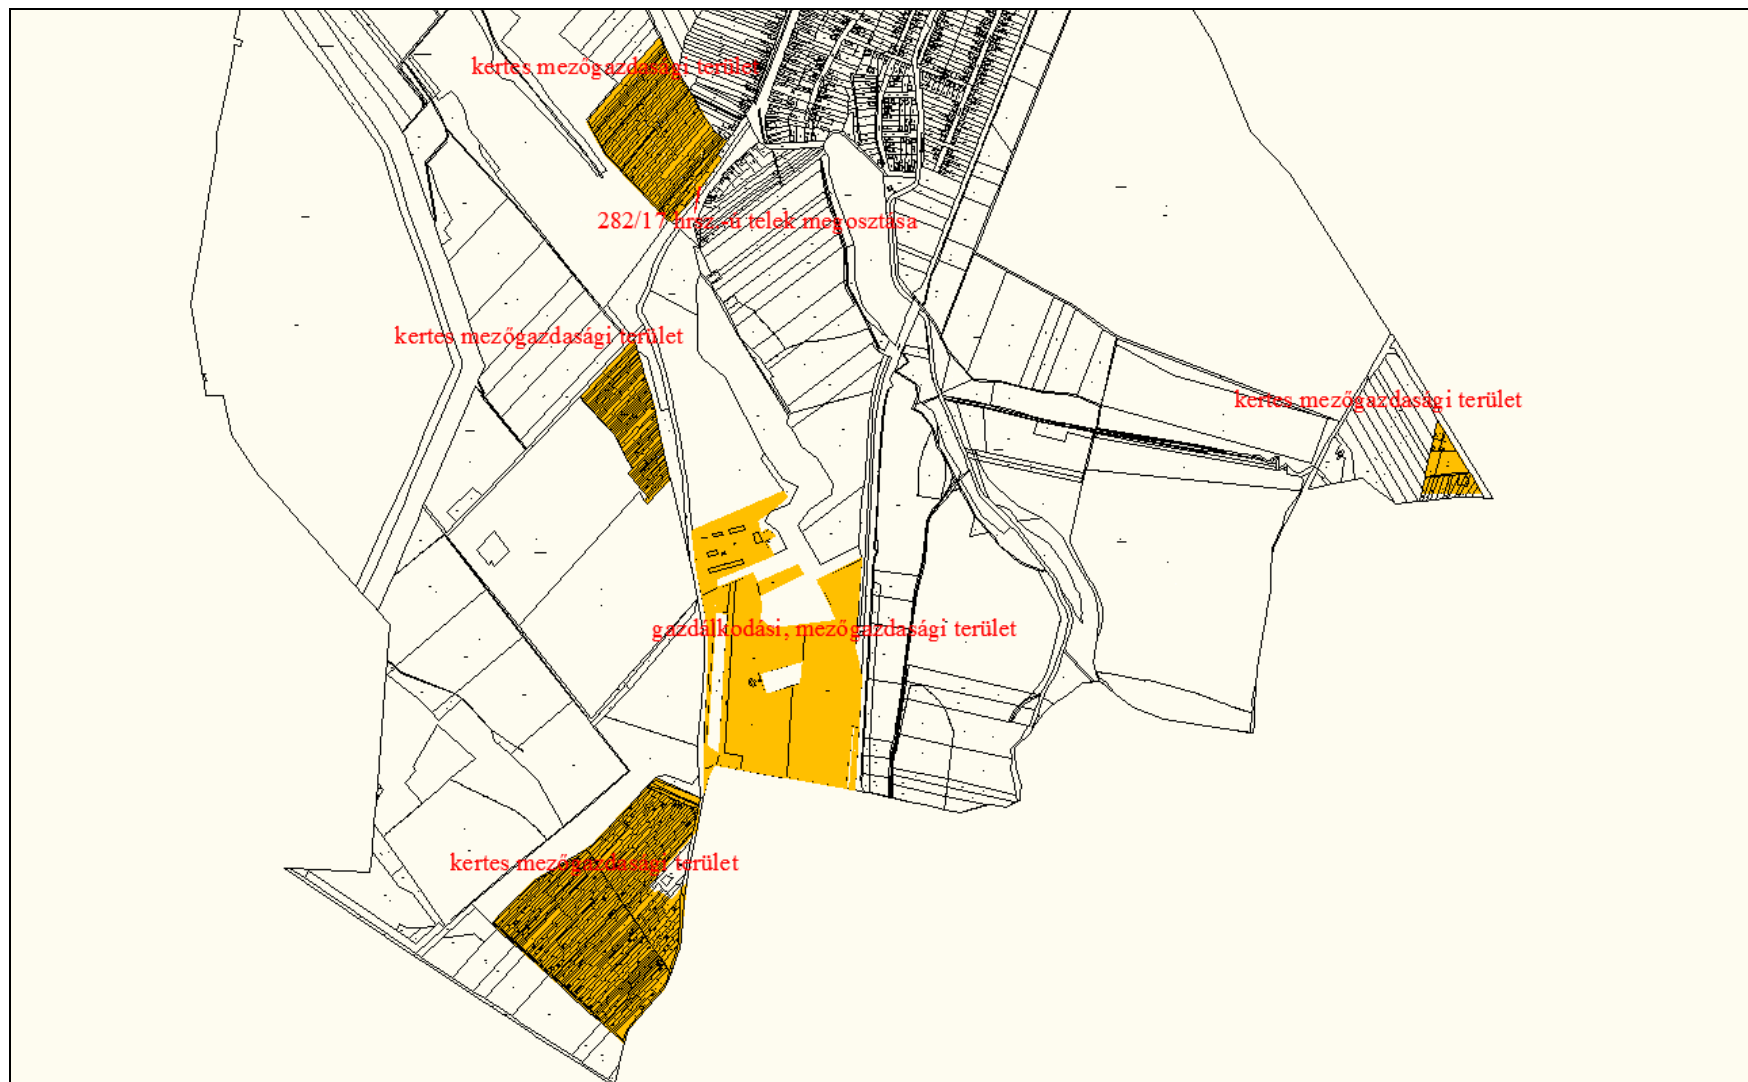 kertes mezőgazdasági terület
282/17 hrsz.-ú telek megosztása
kertes mezőgazdasági terület
kertes mezőgazdasági terület
gazdálkodási, mezőgazdasági terület
kertes mezőgazdasági terület